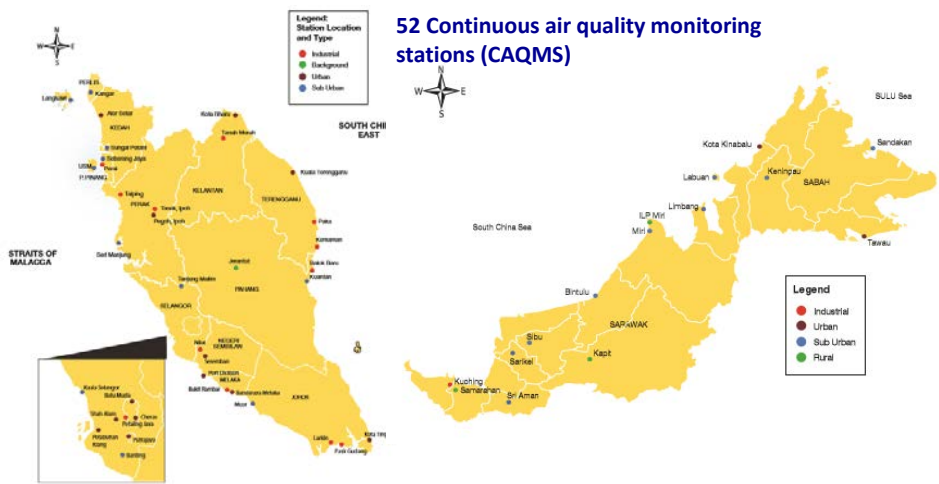 52 Continuous air quality monitoring
stations (CAQMS)
N
W
E
S
Legend:
Station Location
and Type
Industrial
Background
Urban
Sub Urban
PERLIS
Kangar
Langkawi
Alor Setar
KEDAH
Sungai Petani
Seberang Jaya
USM
Perai
P.PINANG
Taiping
PERAK
Tasek, Ipoh
Pegoh, Ipoh
Seri Manjung
STRAITS OF
MALACCA
Kota Bharu
Tanah Merah
SOUTH CHI
EAST
KELANTAN
Kuala Terengganu
TERENGGANU
Paka
Kemaman
Balok Baru
Kuantan
Jerantut
PAHANG
Tanjung Malim
SELANGOR
Nilai
NEGERI
SEMBILAN
Seremban
Port Dickson
MELAKA
Bukit Rambai
Bandaraya Melaka
Muar
JOHOR
Larkin
Pasir Gudang
Kota Ting
Kuala Selangor
Batu Muda
Shah Alam
Cheras
Petaling Jaya
Pelabuhan
Klang
Putrajaya
Banting
N
W
E
S
SULU Sea
Kota Kinabalu
Sandakan
Labuan
Keningau
SABAH
Limbang
ILP Miri
Miri
South China Sea
Tawau
Bintulu
SARAWAK
Sibu
Sarikei
Kapit
Kuching
Samarahan
Sri Aman
Legend
Industrial
Urban
Sub Urban
Rural